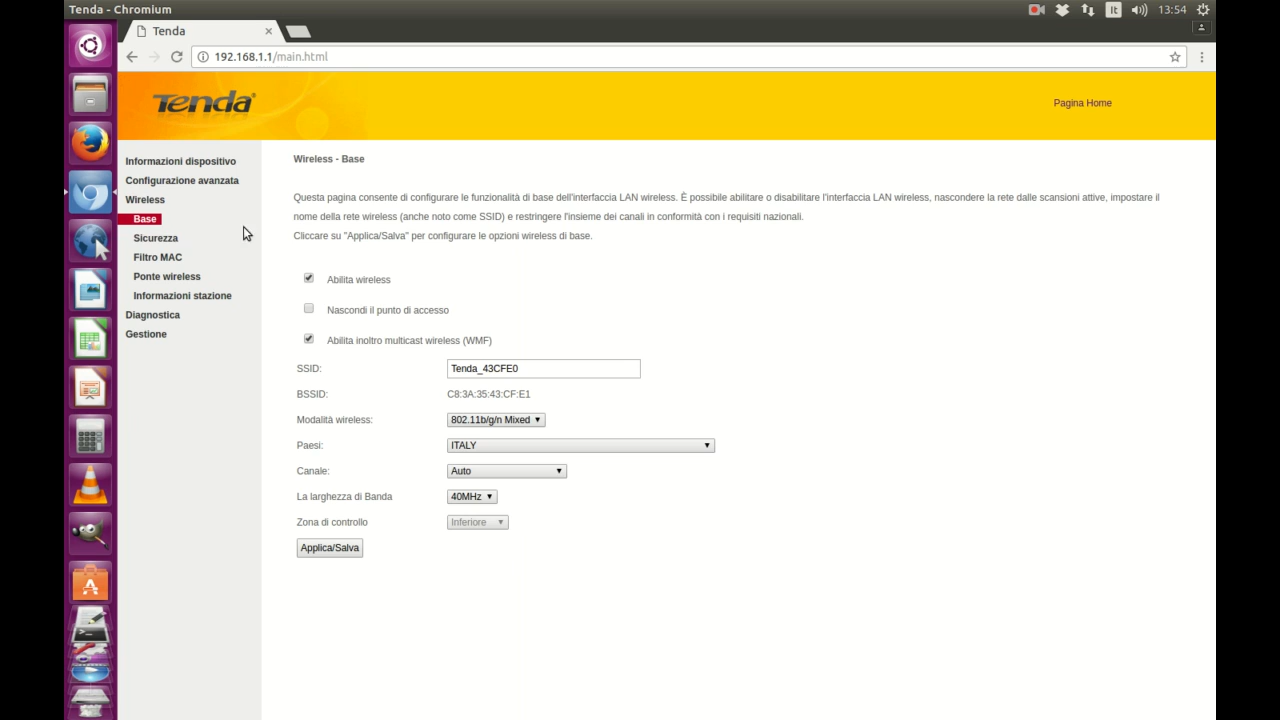 Tenda - Chromium
It
13:54
Tenda
192.168.1.1/main.html
Tenda
Pagina Home
Informazioni dispositivo
Configurazione avanzata
Wireless
Base
Sicurezza
Filtro MAC
Ponte wireless
Informazioni stazione
Diagnostica
Gestione
Wireless - Base
Questa pagina consente di configurare le funzionalità di base dell'interfaccia LAN wireless. È possibile abilitare o disabilitare l'interfaccia LAN wireless, nascondere la rete dalle scansioni attive, impostare il
nome della rete wireless (anche noto come SSID) e restringere l'insieme dei canali in conformità con i requisiti nazionali.
Cliccare su "Applica/Salva" per configurare le opzioni wireless di base.
Abilita wireless
Nascondi il punto di accesso
Abilita inoltro multicast wireless (WMF)
SSID: Tenda_43CFE0
BSSID: C8:3A:35:43:CF:E1
Modalità wireless: 802.11b/g/n Mixed
Paesi: ITALY
Canale: Auto
La larghezza di Banda 40MHz
Zona di controllo Inferiore
Applica/Salva